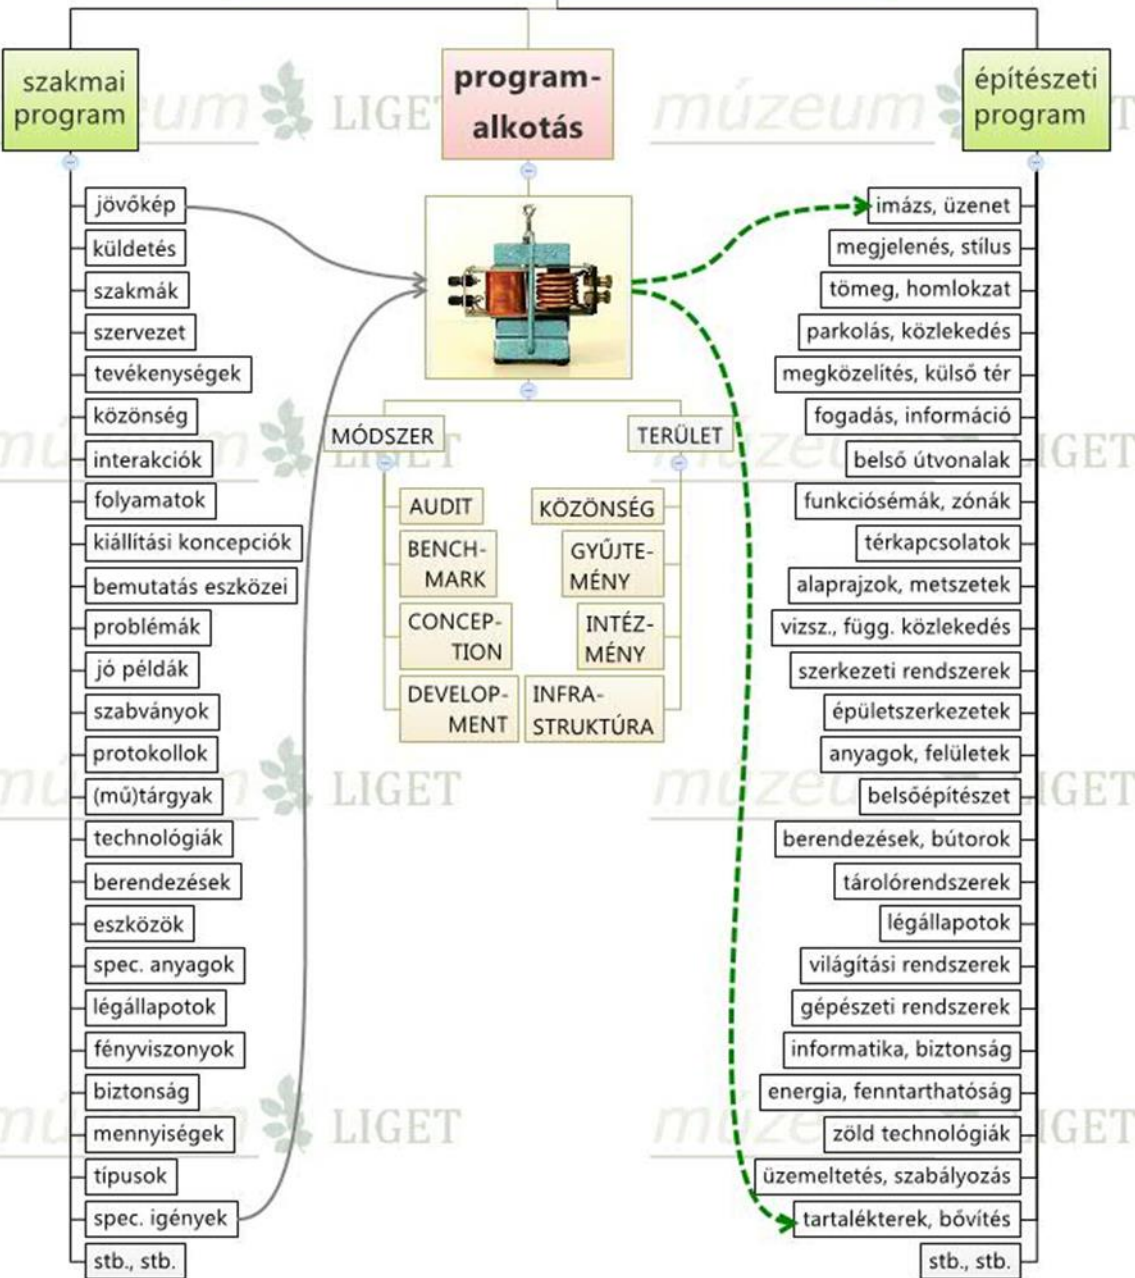 szakmai
program
program-
alkotás
építészeti
program
jövőkép
küldetés
szakmák
szervezet
tevékenységek
közönség
interakciók
folyamatok
kiállítási koncepciók
bemutatás eszközei
problémák
jó példák
szabványok
protokollok
(mű)tárgyak
technológiák
berendezések
eszközök
spec. anyagok
légállapotok
fényviszonyok
biztonság
mennyiségek
típusok
spec. igények
stb., stb.
MÓDSZER
AUDIT
BENCH-
MARK
CONCEP-
TION
DEVELOP-
MENT
TERÜLET
KÖZÖNSÉG
GYŰJTE-
MÉNY
INTÉZ-
MÉNY
INFRA-
STRUKTÚRA
imázs, üzenet
megjelenés, stílus
tömeg, homlokzat
parkolás, közlekedés
megközelítés, külső tér
fogadás, információ
belső útvonalak
funkciósémák, zónák
térkapcsolatok
alaprajzok, metszetek
vizsz., függ. közlekedés
szerkezeti rendszerek
épületszerkezetek
anyagok, felületek
belsőépítészet
berendezések, bútorok
tárolórendszerek
légállapotok
világítási rendszerek
gépészeti rendszerek
informatika, biztonság
energia, fenntarthatóság
zöld technológiák
üzemeltetés, szabályozás
tartalékterek, bővítés
stb., stb.
múzeum
LIGET
LIGET
LIGET
LIGET